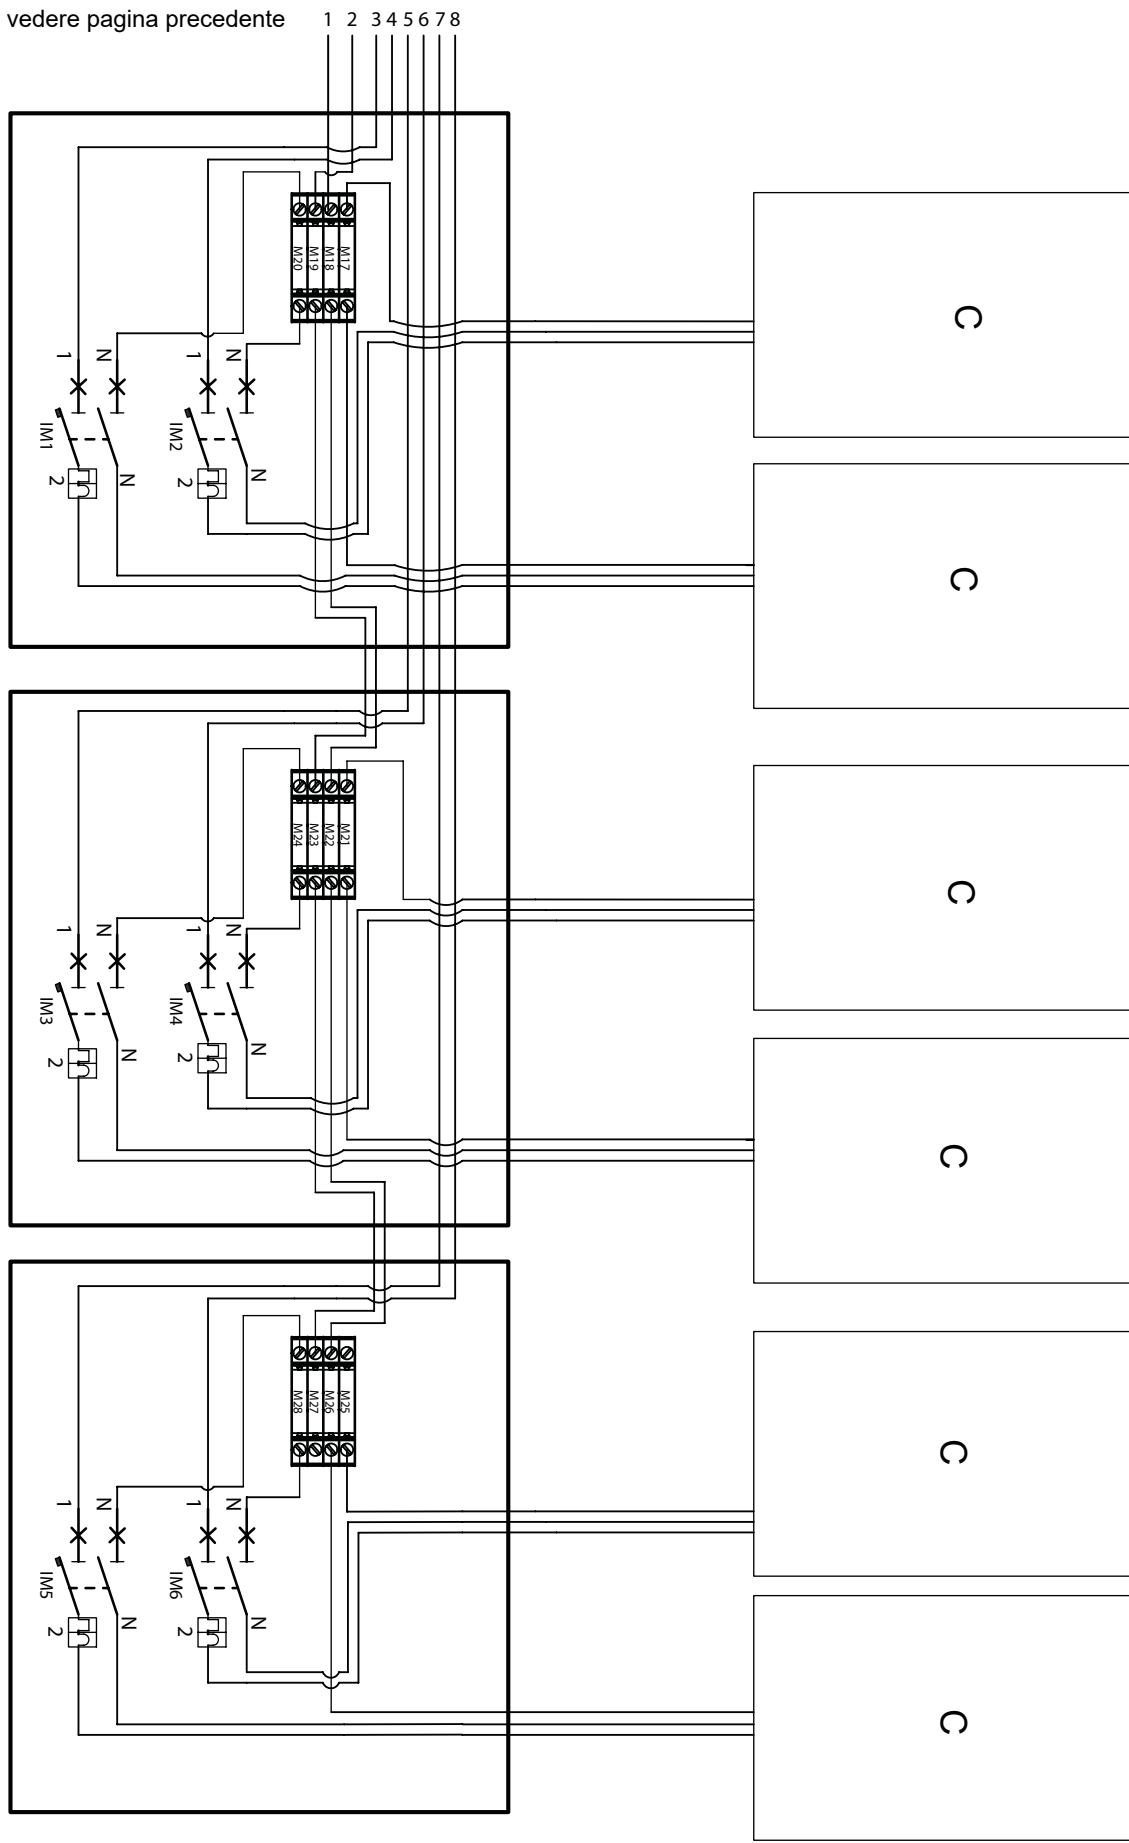 vedere pagina precedente
1 2 3 4 5 6 7 8
M20 M19 M18 M17
C
1 N 1 N
IM1 IM2
2 N 2 N
C
M24 M23 M22 M21
C
1 N 1 N
IM3 IM4
2 N 2 N
C
M28 M27 M26 M25
C
1 N 1 N
IM5 IM6
2 N 2 N
C